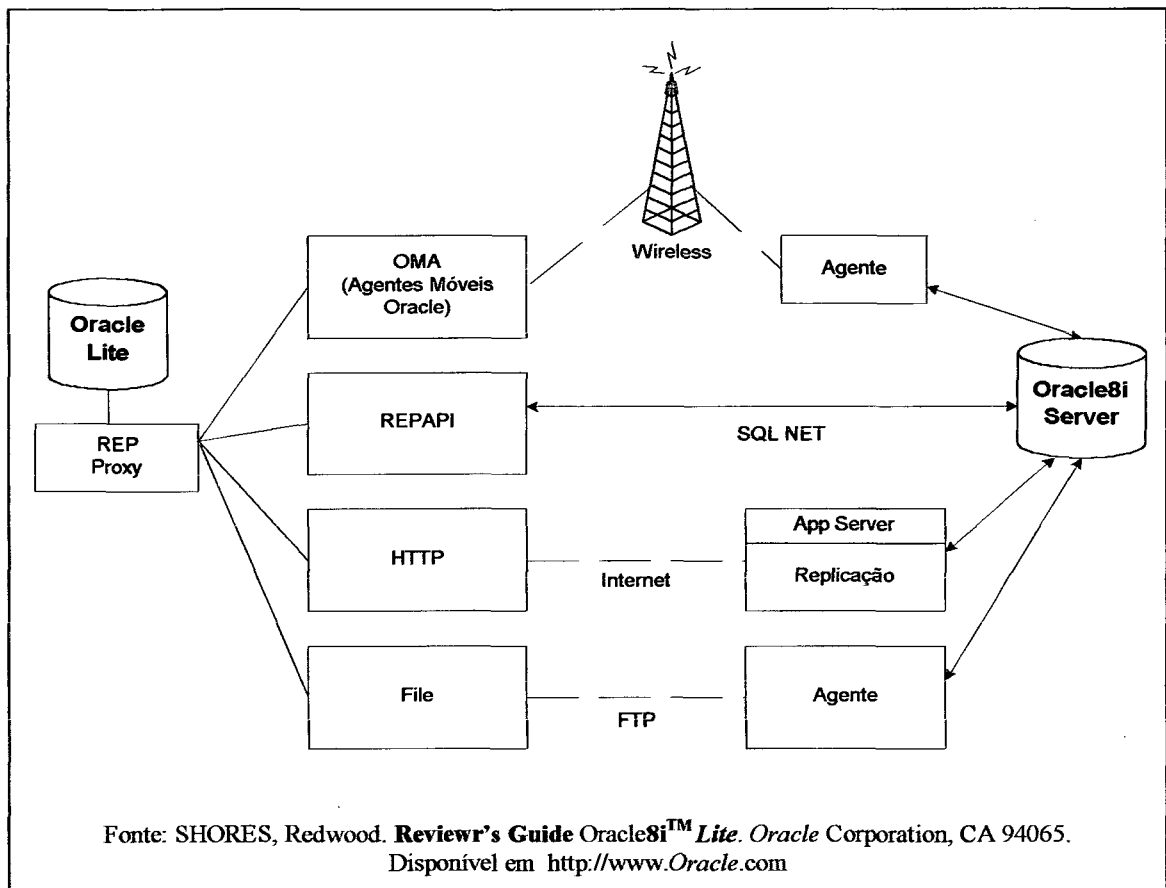 Wireless
OMA
(Agentes Móveis
Oracle)
Agente
Oracle
Lite
REP
Proxy
REPAPI
SQL NET
Oracle8i
Server
HTTP
Internet
App Server
Replicação
File
FTP
Agente
Fonte: SHORES, Redwood. Reviewr's Guide Oracle8i™ Lite. Oracle Corporation, CA 94065.
Disponível em http://www.Oracle.com